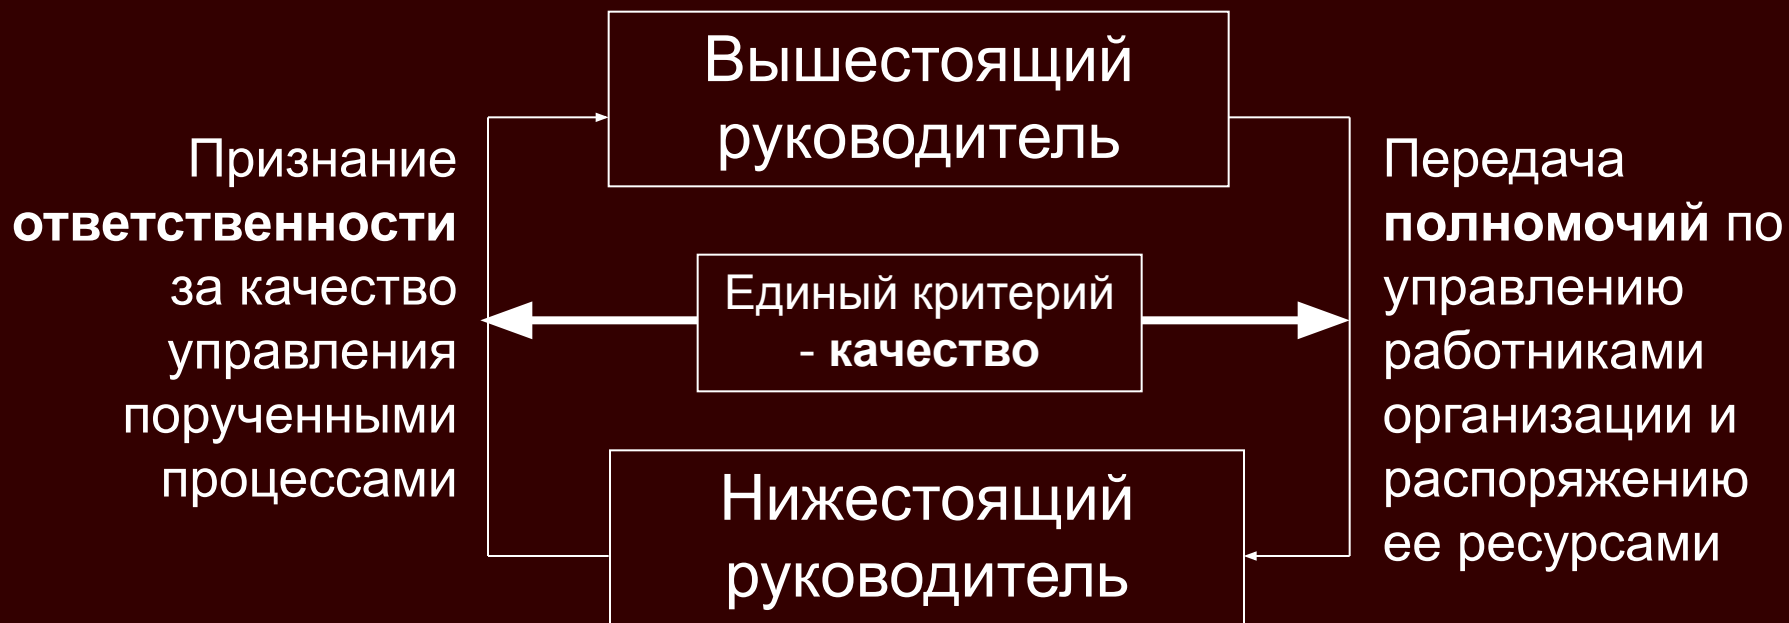 Вышестоящий
руководитель
Признание
ответственности
за качество
управления
порученными
процессами
Единый критерий
- качество
Передача
полномочий по
управлению
работниками
организации и
распоряжению
ее ресурсами
Нижестоящий
руководитель